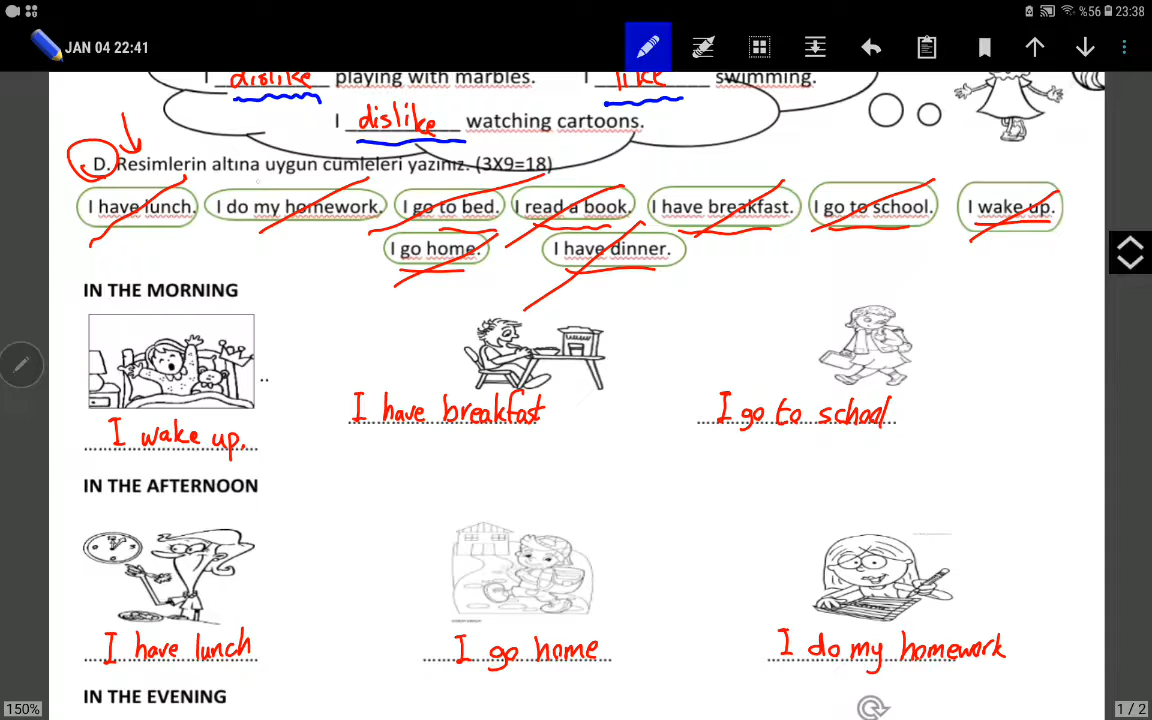 %56 23:38
JAN 04 22:41
I dislike playing with marbles. I like swimming.
I dislike watching cartoons.
D. Resimlerin altına uygun cümleleri yazınız. (3X9=18)
I have lunch. I do my homework. I go to bed. I read a book. I have breakfast. I go to school. I wake up.
I go home. I have dinner.
IN THE MORNING
I have breakfast I go to school
I wake up.
IN THE AFTERNOON
I have lunch I go home I do my homework
IN THE EVENING
150% 1 / 2